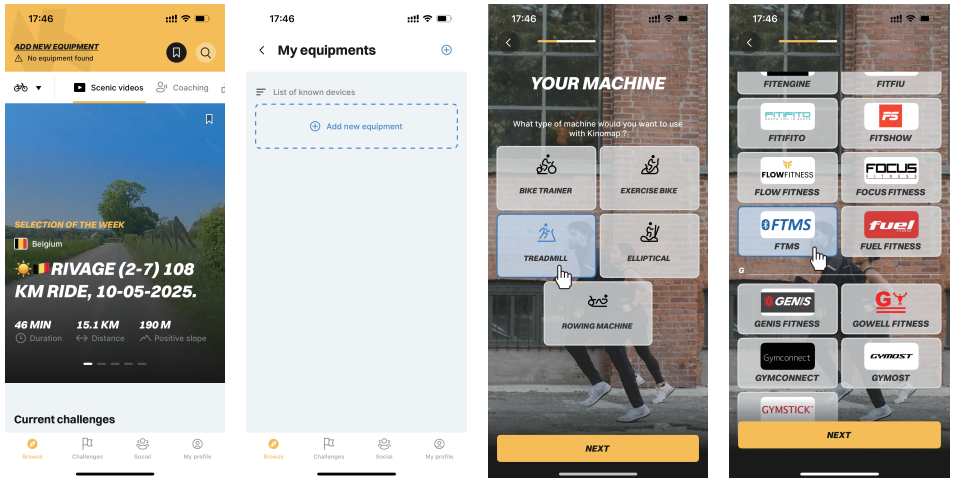 17:46
ADD NEW EQUIPMENT
No equipment found
Scenic videos
Coaching
SELECTION OF THE WEEK
Belgium
RIVAGE (2-7) 108
KM RIDE, 10-05-2025.
46 MIN
15.1 KM
190 M
Duration
Distance
Positive slope
Current challenges
Browse
Challenges
Social
My profile
17:46
My equipments
List of known devices
Add new equipment
Browse
Challenges
Social
My profile
17:46
YOUR MACHINE
What type of machine would you want to use
with Kinomap ?
BIKE TRAINER
EXERCISE BIKE
TREADMILL
ELLIPTICAL
ROWING MACHINE
NEXT
17:46
FITENGINE
FITFIU
FITIFITO
FITIFITO
FS
FITSHOW
FLOWFITNESS
FLOW FITNESS
FOCUS
FITNESS
FOCUS FITNESS
FTMS
FTMS
fuel
FUEL FITNESS
G
GENIS
GENIS FITNESS
G
GOWELL FITNESS
Gymconnect
GYMCONNECT
GYMOST
GYMOST
GYMSTICK
NEXT